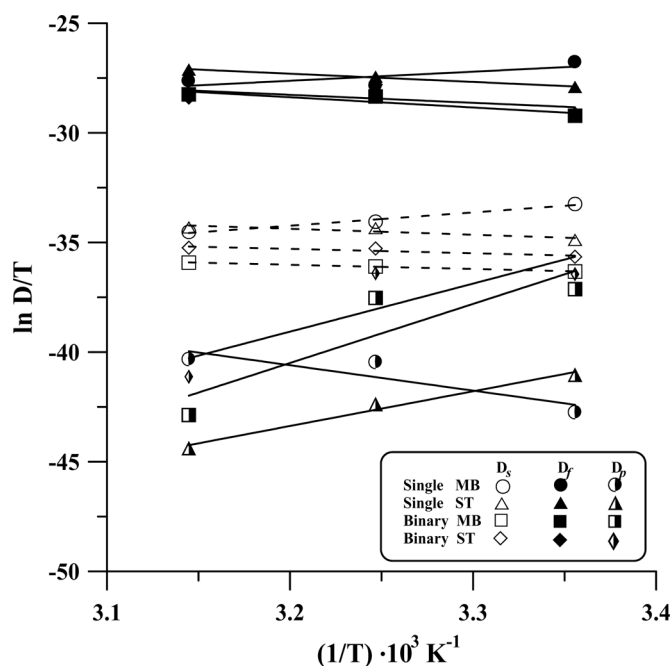 -25
-30
-35
-40
-45
-50
ln D/T
3.1
3.2
3.3
3.4
(1/T) ·10³ K⁻¹
Ds Df Dp
Single MB
Single ST
Binary MB
Binary ST